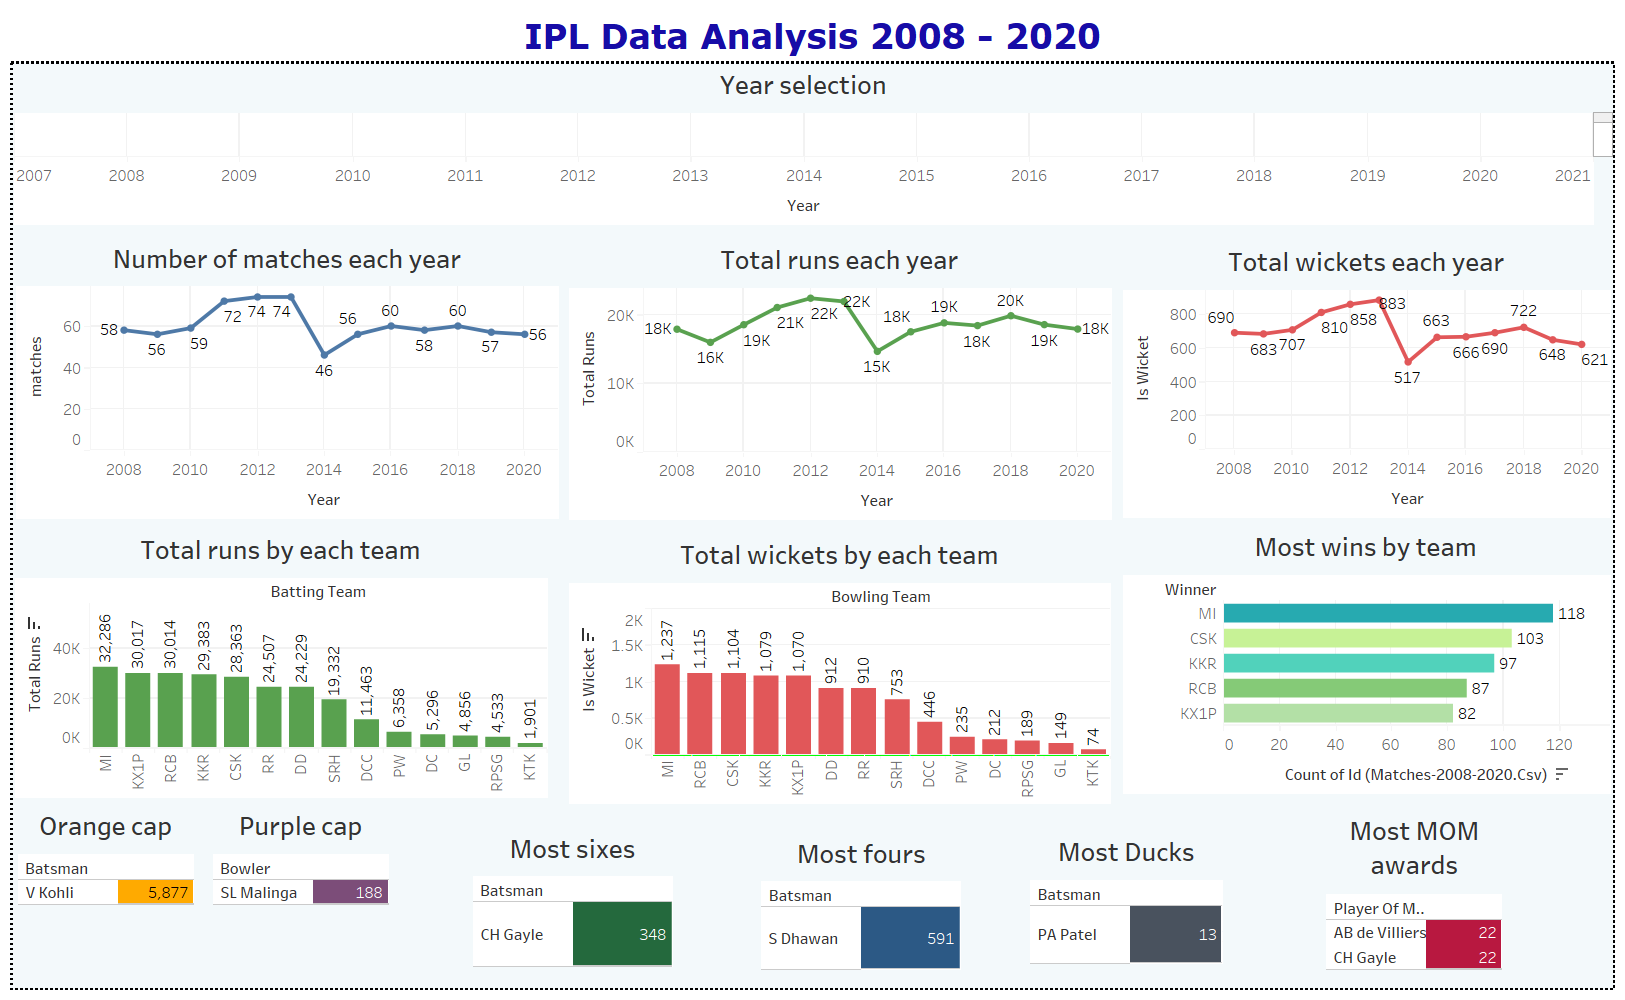 IPL Data Analysis 2008 - 2020
Year selection
2007 2008 2009 2010 2011 2012 2013 2014 2015 2016 2017 2018 2019 2020 2021
Year
Number of matches each year
matches
60
40
20
0
58 56 59 72 74 74 46 56 60 58 60 57 56
2008 2010 2012 2014 2016 2018 2020
Year
Total runs each year
Total Runs
20K
10K
0K
18K 16K 19K 21K 22K 22K 15K 18K 19K 18K 20K 19K 18K
2008 2010 2012 2014 2016 2018 2020
Year
Total wickets each year
Is Wicket
800
600
400
200
0
690 683 707 810 858 883 517 663 666 690 722 648 621
2008 2010 2012 2014 2016 2018 2020
Year
Total runs by each team
Batting Team
Total Runs
40K
20K
0K
32,286 30,017 30,014 29,383 28,363 24,507 24,229 19,332 11,463 6,358 5,296 4,856 4,533 1,901
MI KX1P RCB KKR CSK RR DD SRH DCC PW DC GL RPSG KTK
Total wickets by each team
Bowling Team
Is Wicket
2K
1.5K
1K
0.5K
0K
1,237 1,115 1,104 1,079 1,070 912 910 753 446 235 212 189 149 74
MI RCB CSK KKR KX1P DD RR SRH DCC PW DC RPSG GL KTK
Most wins by team
Winner
MI 118
CSK 103
KKR 97
RCB 87
KX1P 82
0 20 40 60 80 100 120
Count of Id (Matches-2008-2020.Csv)
Orange cap
Batsman
V Kohli 5,877
Purple cap
Bowler
SL Malinga 188
Most sixes
Batsman
CH Gayle 348
Most fours
Batsman
S Dhawan 591
Most Ducks
Batsman
PA Patel 13
Most MOM
awards
Player Of M..
AB de Villiers 22
CH Gayle 22